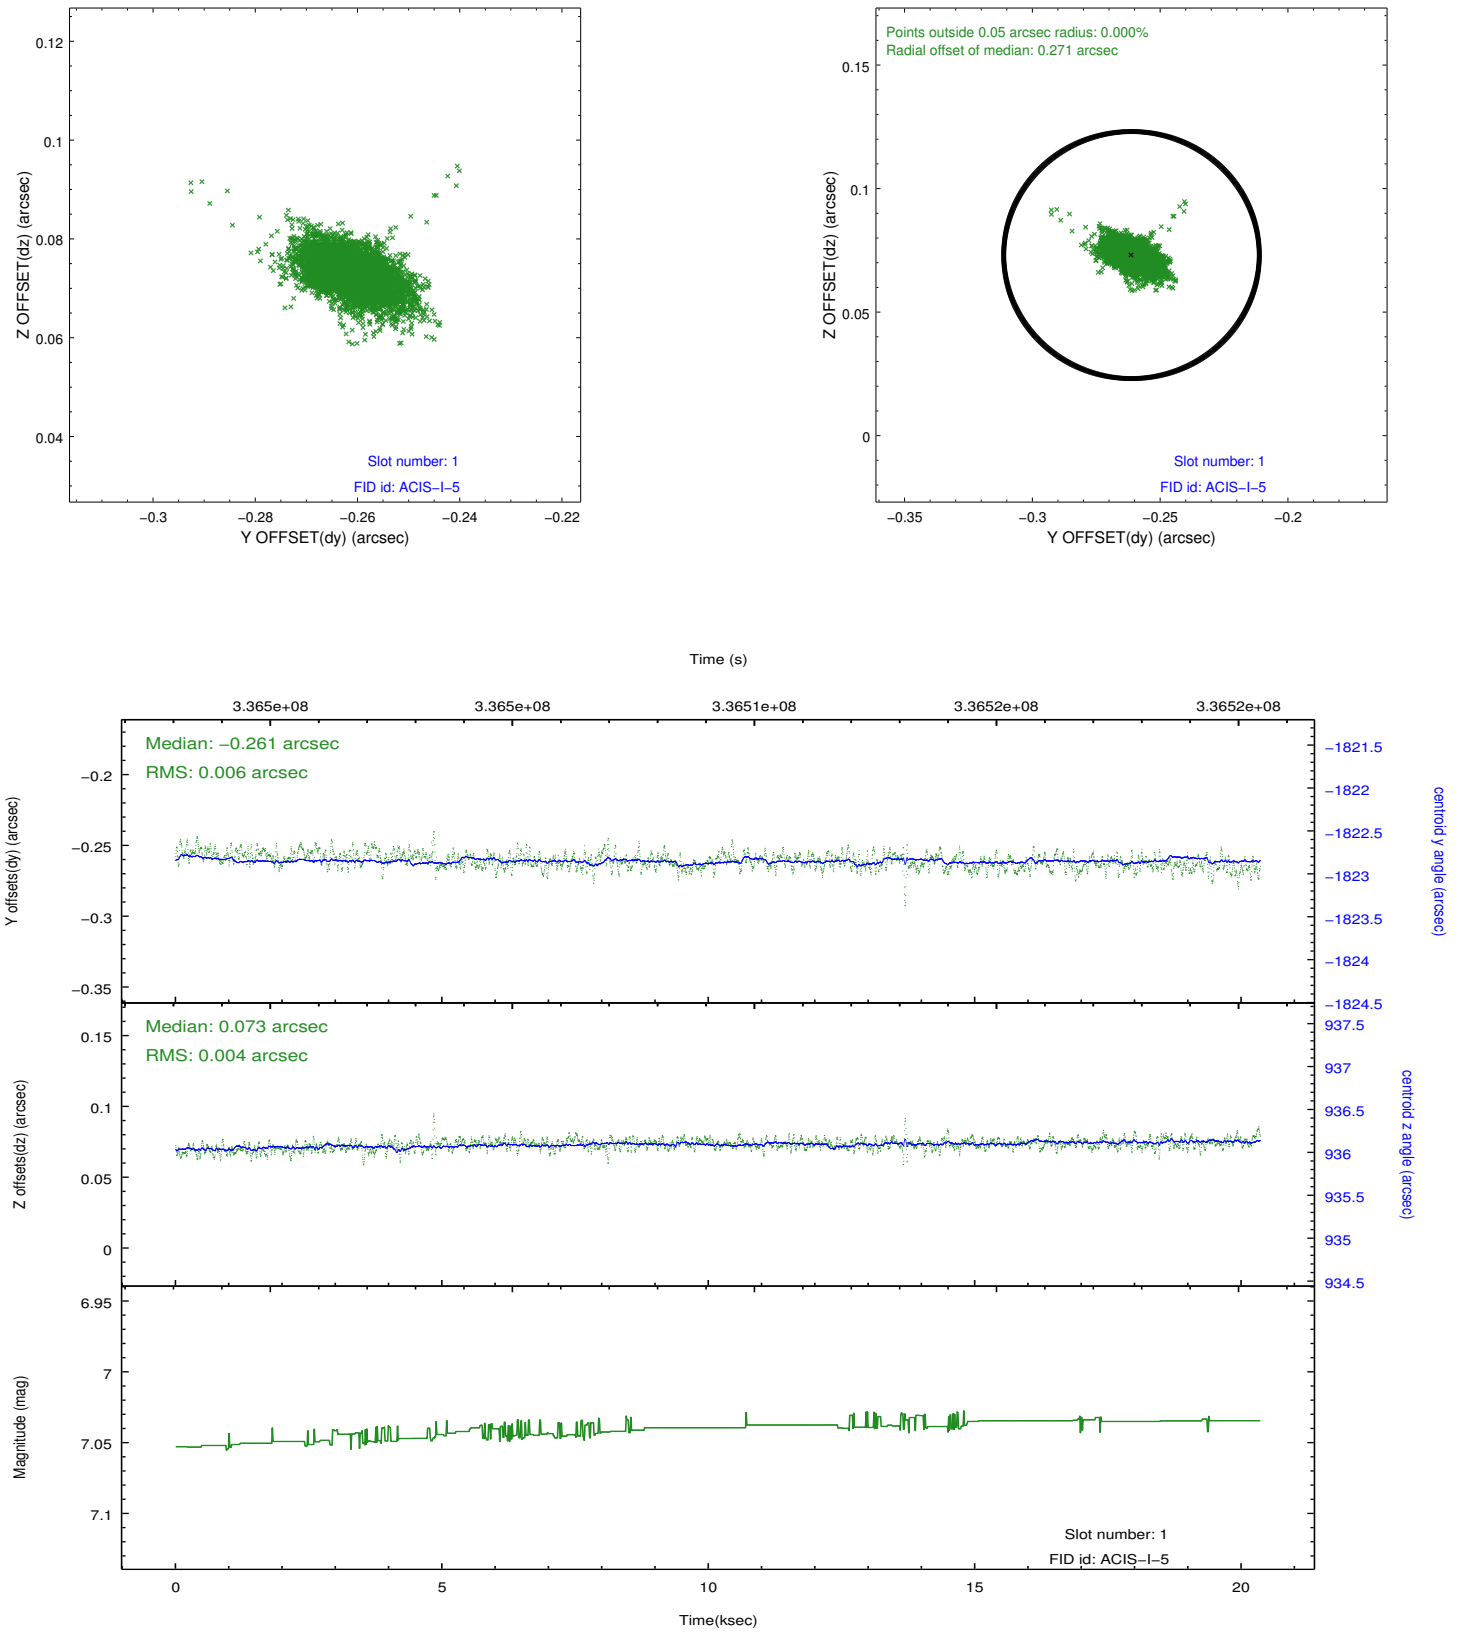 0.12
0.1
0.08
0.06
0.04
Z OFFSET(dz) (arcsec)
Slot number: 1
FID id: ACIS−I−5
−0.3 −0.28 −0.26 −0.24 −0.22
Y OFFSET(dy) (arcsec)
Points outside 0.05 arcsec radius: 0.000%
Radial offset of median: 0.271 arcsec
0.15
0.1
0.05
0
Z OFFSET(dz) (arcsec)
Slot number: 1
FID id: ACIS−I−5
−0.35 −0.3 −0.25 −0.2
Y OFFSET(dy) (arcsec)
Time (s)
3.365e+08 3.365e+08 3.3651e+08 3.3652e+08 3.3652e+08
Median: −0.261 arcsec
RMS: 0.006 arcsec
−0.2
−0.25
−0.3
−0.35
Y offsets(dy) (arcsec)
−1821.5
−1822
−1822.5
−1823
−1823.5
−1824
−1824.5
centroid y angle (arcsec)
Median: 0.073 arcsec
RMS: 0.004 arcsec
0.15
0.1
0.05
0
Z offsets(dz) (arcsec)
937.5
937
936.5
936
935.5
935
934.5
centroid z angle (arcsec)
6.95
7
7.05
7.1
Magnitude (mag)
Slot number: 1
FID id: ACIS−I−5
0 5 10 15 20
Time(ksec)